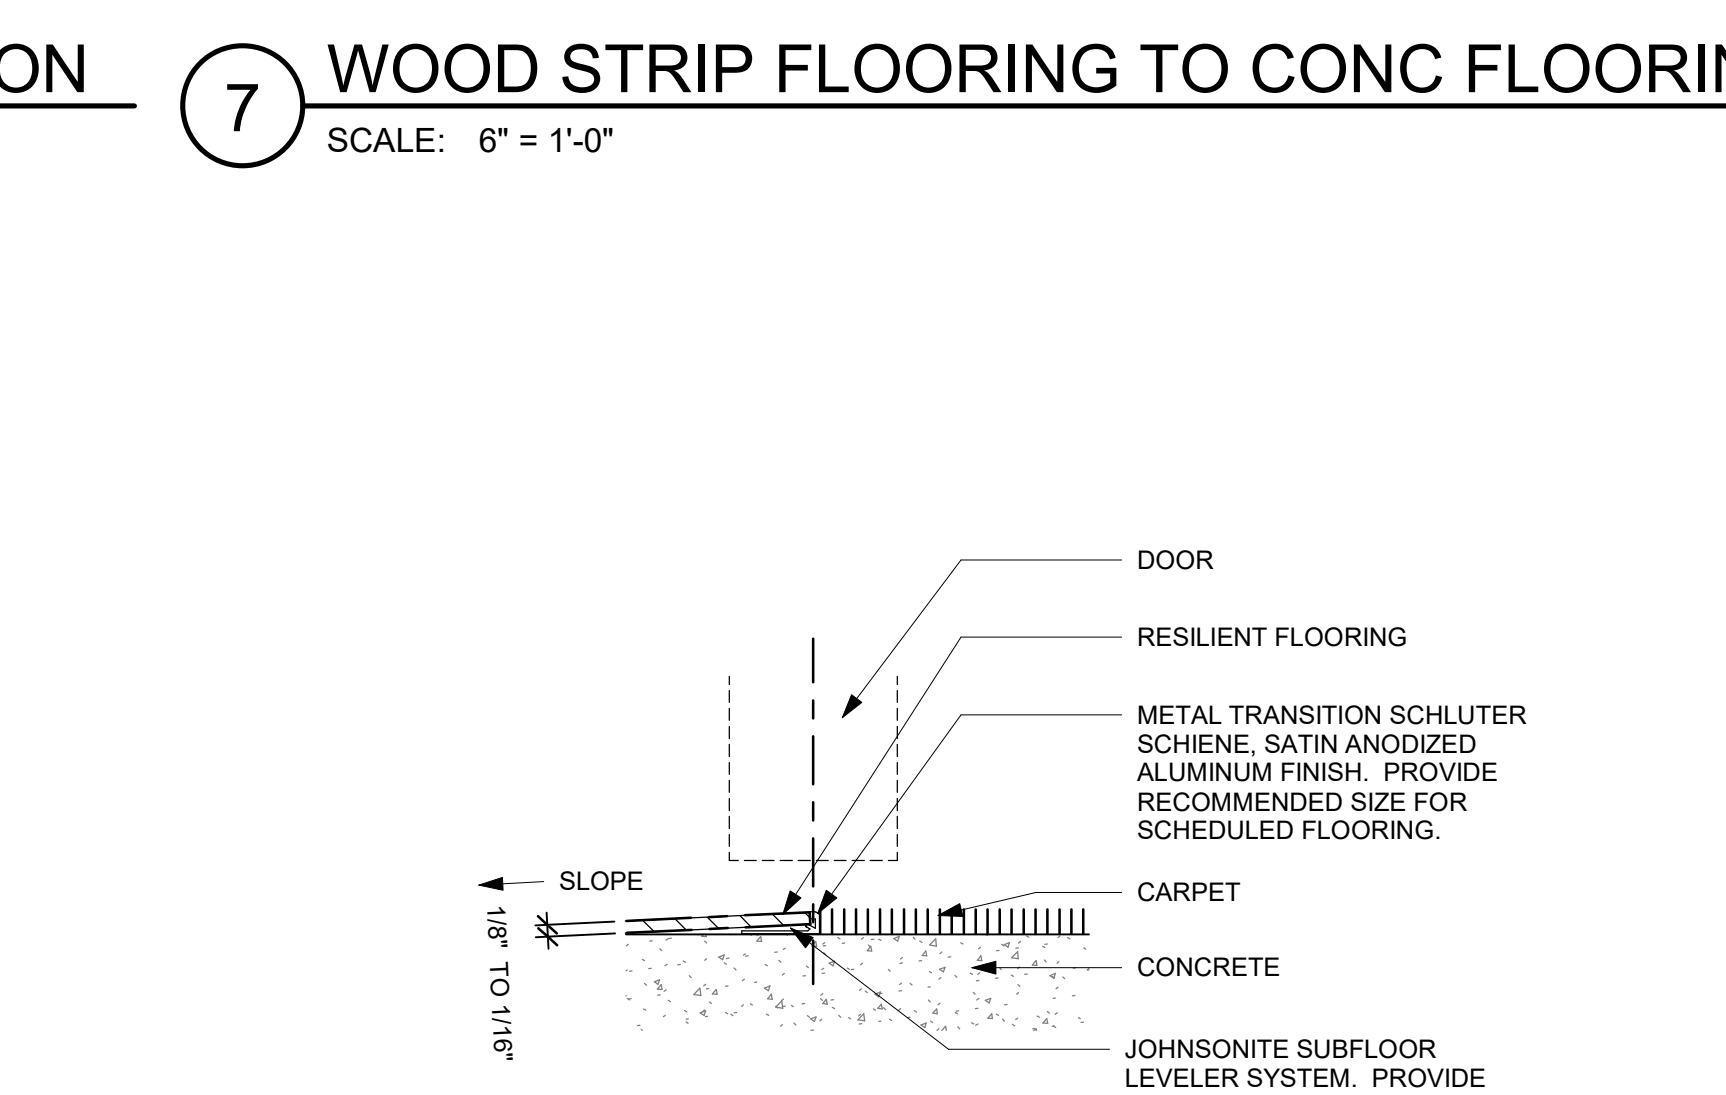 ON
7
WOOD STRIP FLOORING TO CONC FLOORIN
SCALE: 6" = 1'-0"
DOOR
RESILIENT FLOORING
METAL TRANSITION SCHLUTER
SCHIENE, SATIN ANODIZED
ALUMINUM FINISH. PROVIDE
RECOMMENDED SIZE FOR
SCHEDULED FLOORING.
SLOPE
CARPET
1/8" TO 1/16"
CONCRETE
JOHNSONITE SUBFLOOR
LEVELER SYSTEM. PROVIDE